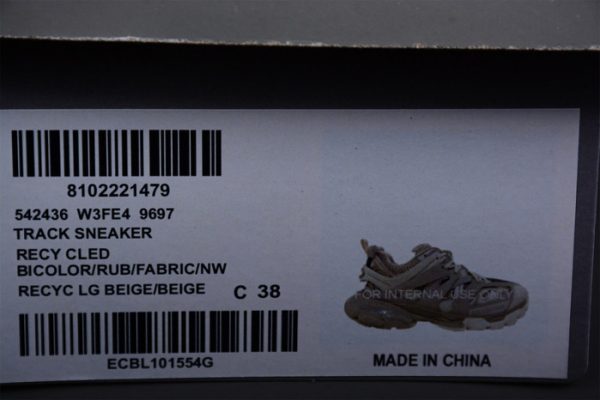 8102221479
542436 W3FE4 9697
TRACK SNEAKER
RECY CLED
BICOLOR/RUB/FABRIC/NW
RECYC LG BEIGE/BEIGE C 38
ECBL101554G
FOR INTERNAL USE ONLY
MADE IN CHINA